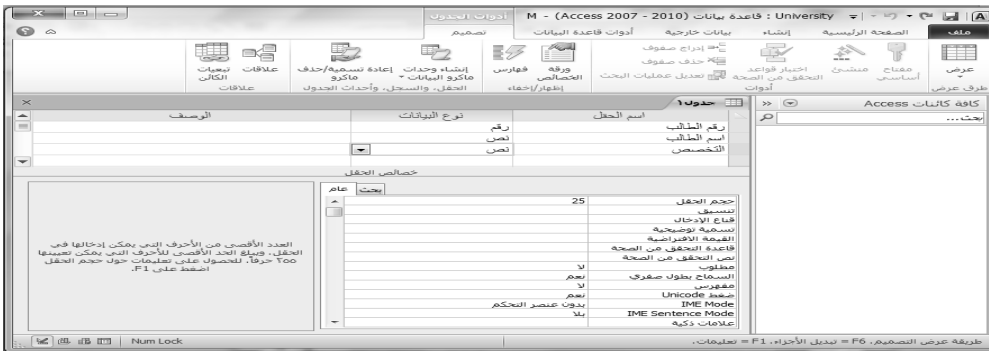 University : قاعدة بيانات (Access 2007 - 2010) - M
أدوات الجدول
ملف الصفحة الرئيسية إنشاء بيانات خارجية أدوات قاعدة البيانات تصميم
عرض
طرف عرض
مفتاح أساسي
منشئ
اختبار قواعد التحقق من الصحة
إدراج صفوف
حذف صفوف
تعديل عمليات البحث
أدوات
ورقة الخصائص
فهارس
إظهار/إخفاء
إنشاء وحدات ماكرو البيانات
إعادة تسمية/حذف ماكرو
الحقل، والسجل، وأحداث الجدول
علاقات
تبعيات الكائن
علاقات
كافة كائنات Access
بحث...
جدول١
اسم الحقل نوع البيانات الوصف
رقم الطالب رقم
اسم الطالب نص
التخصص نص
خصائص الحقل
عام بحث
حجم الحقل 25
تنسيق
قناع الإدخال
تسمية توضيحية
القيمة الافتراضية
قاعدة التحقق من الصحة
نص التحقق من الصحة
مطلوب لا
السماح بطول صفري نعم
مفهرس لا
ضغط Unicode نعم
IME Mode بدون عنصر التحكم
IME Sentence Mode بلا
علامات ذكية
العدد الأقصى من الأحرف التي يمكن إدخالها في
الحقل، ويبلغ الحد الأقصى للأحرف التي يمكن تعيينها
٢٥٥ حرفاً. للحصول على تعليمات حول حجم الحقل
اضغط على F1.
طريقة عرض التصميم، F6 = تبديل الأجزاء، F1 = تعليمات.
Num Lock